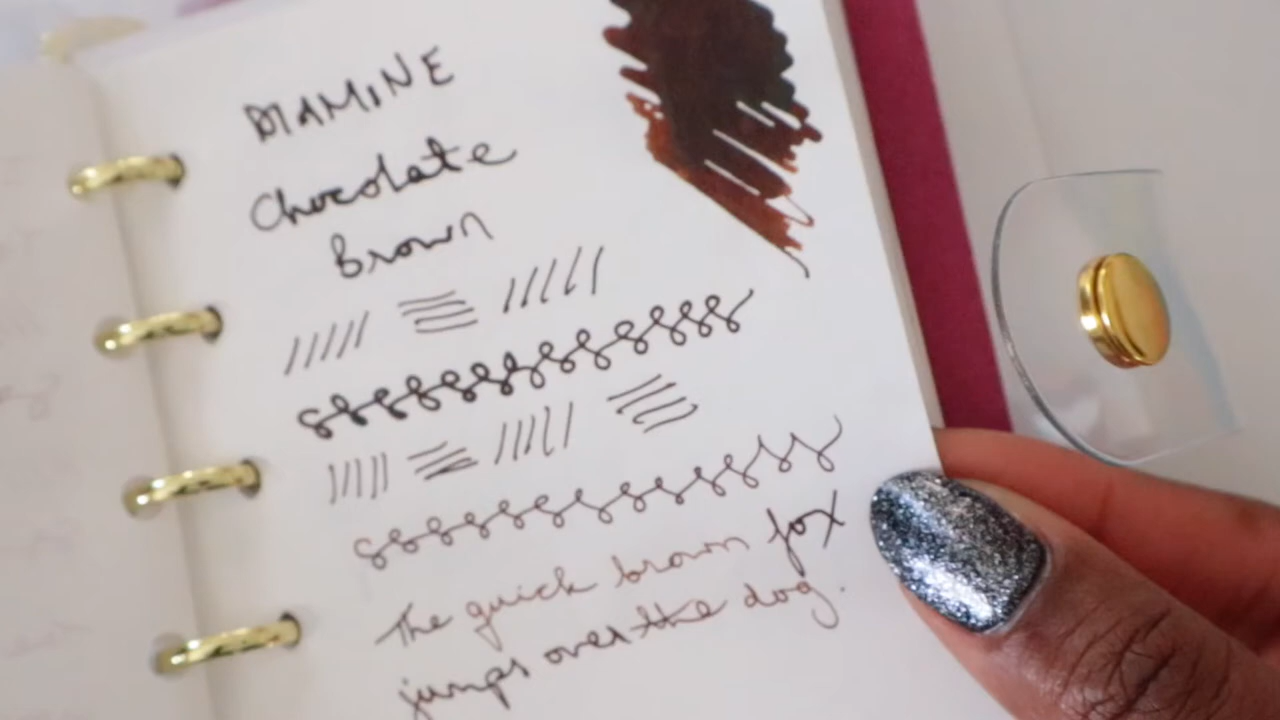 DIAMINE
Chocolate
brown
The quick brown fox
jumps over the dog.